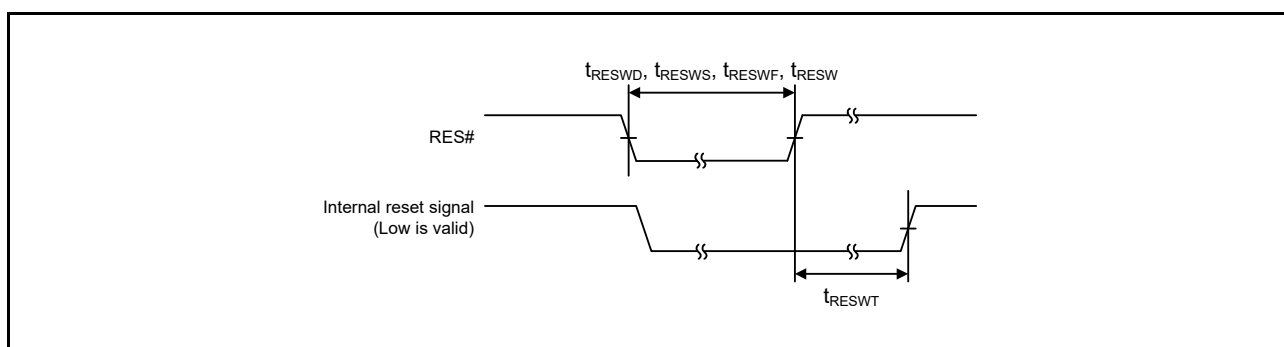 tRESWD, tRESWS, tRESWF, tRESW
RES#
Internal reset signal
(Low is valid)
tRESWT